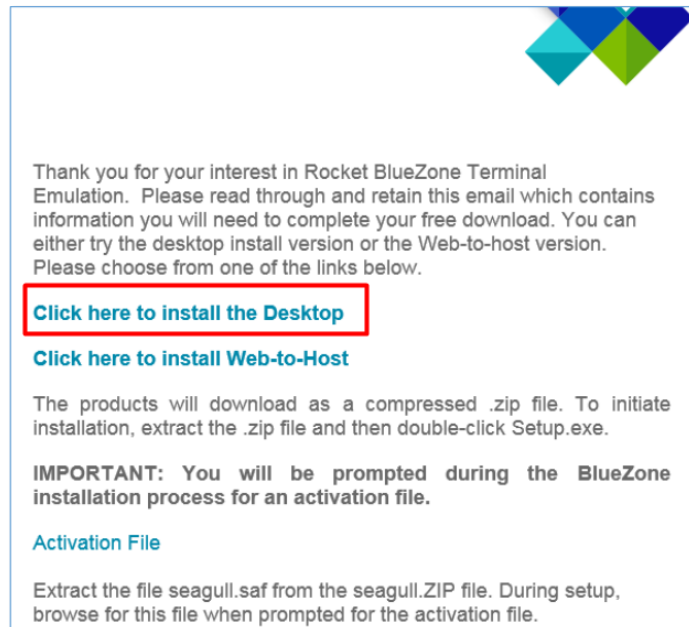 Thank you for your interest in Rocket BlueZone Terminal
Emulation.  Please read through and retain this email which contains
information you will need to complete your free download. You can
either try the desktop install version or the Web-to-host version.
Please choose from one of the links below.
Click here to install the Desktop
Click here to install Web-to-Host
The products will download as a compressed .zip file. To initiate
installation, extract the .zip file and then double-click Setup.exe.
IMPORTANT: You will be prompted during the BlueZone
installation process for an activation file.
Activation File
Extract the file seagull.saf from the seagull.ZIP file. During setup,
browse for this file when prompted for the activation file.